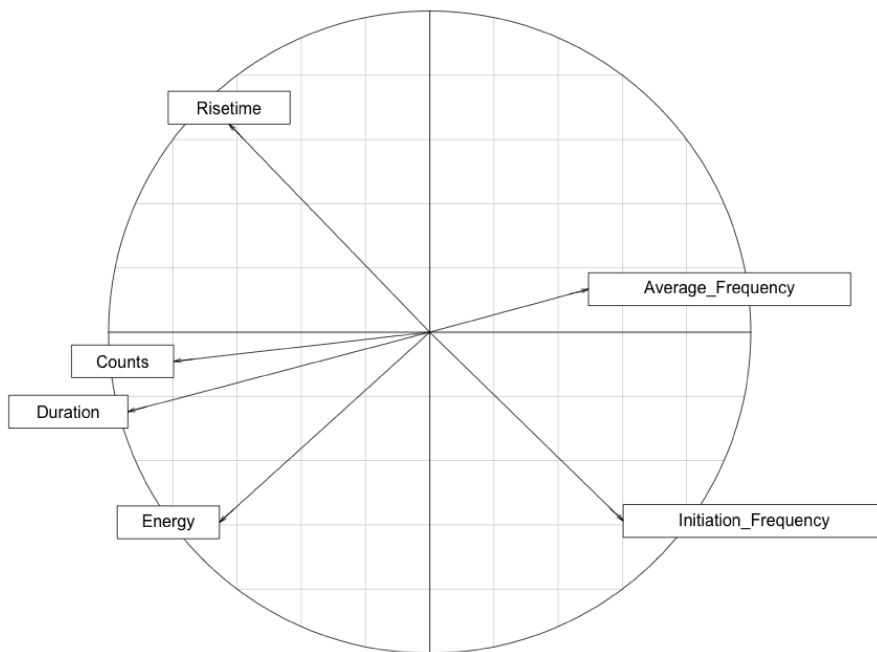 Risetime
Average_Frequency
Counts
Duration
Energy
Initiation_Frequency